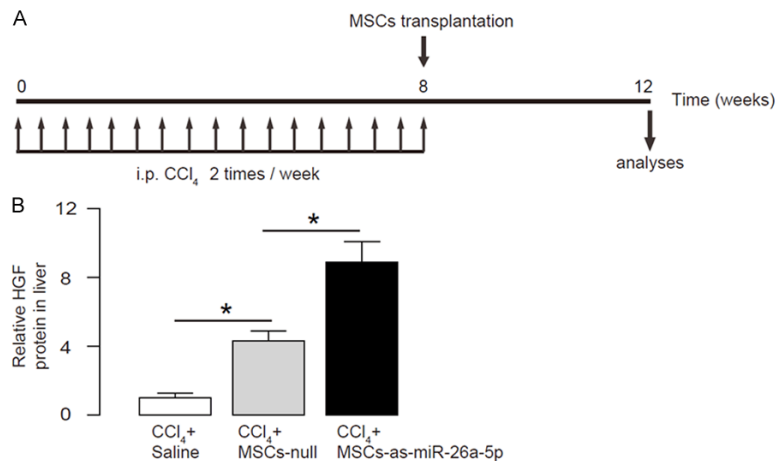 A
MSCs transplantation
0 8 12
Time (weeks)
i.p. CCl₄ 2 times / week
analyses
B
Relative HGF
protein in liver
12
8
4
0
*
*
CCl₄+
Saline
CCl₄+
MSCs-null
CCl₄+
MSCs-as-miR-26a-5p